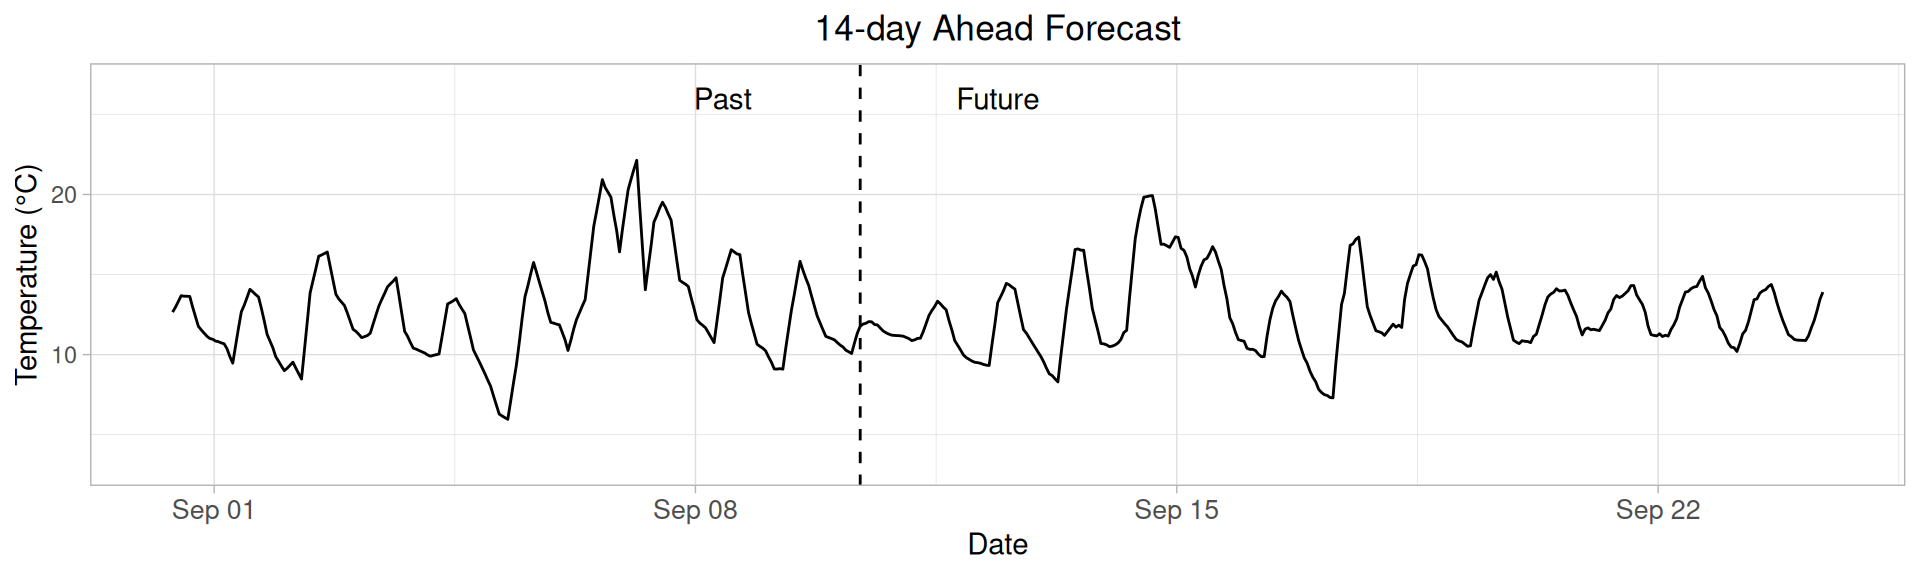 14-day Ahead Forecast
Past
Future
Temperature (°C)
20
10
Sep 01
Sep 08
Sep 15
Sep 22
Date